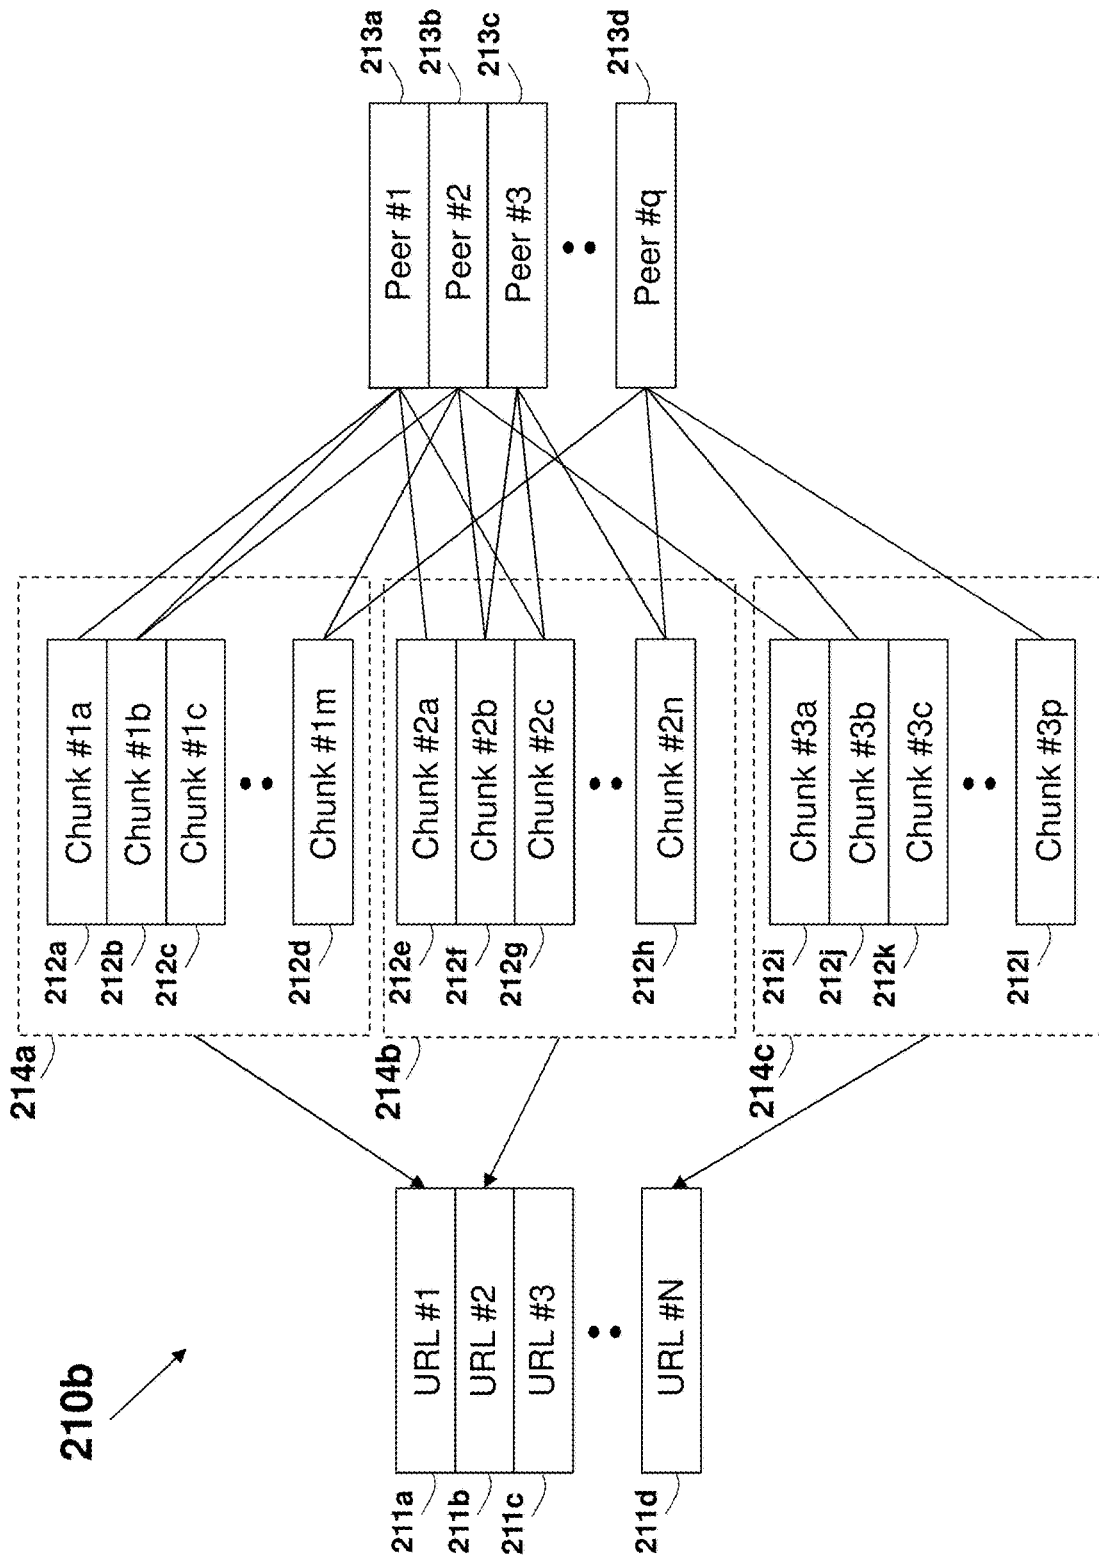 210b
211a
URL #1
211b
URL #2
211c
URL #3
211d
URL #N
214a
212a
Chunk #1a
212b
Chunk #1b
212c
Chunk #1c
212d
Chunk #1m
214b
212e
Chunk #2a
212f
Chunk #2b
212g
Chunk #2c
212h
Chunk #2n
214c
212i
Chunk #3a
212j
Chunk #3b
212k
Chunk #3c
212l
Chunk #3p
213a
Peer #1
213b
Peer #2
213c
Peer #3
213d
Peer #q